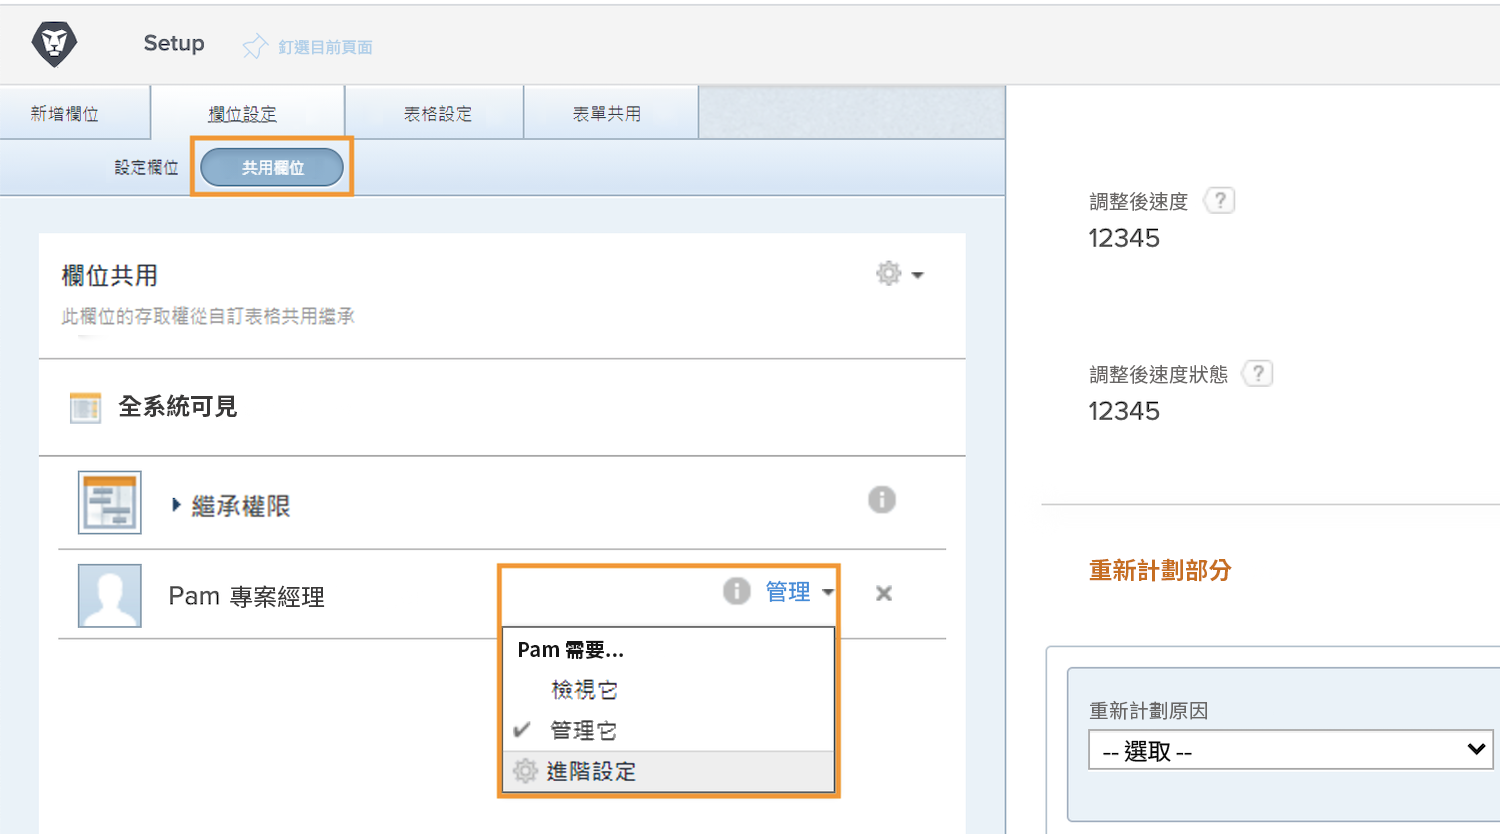 Setup
釘選目前頁面
新增欄位
欄位設定
表格設定
表單共用
設定欄位
共用欄位
欄位共用
此欄位的存取權從自訂表格共用繼承
全系統可見
繼承權限
Pam 專案經理
管理
Pam 需要...
檢視它
管理它
進階設定
調整後速度
?
12345
調整後速度狀態
?
12345
重新計劃部分
重新計劃原因
-- 選取 --